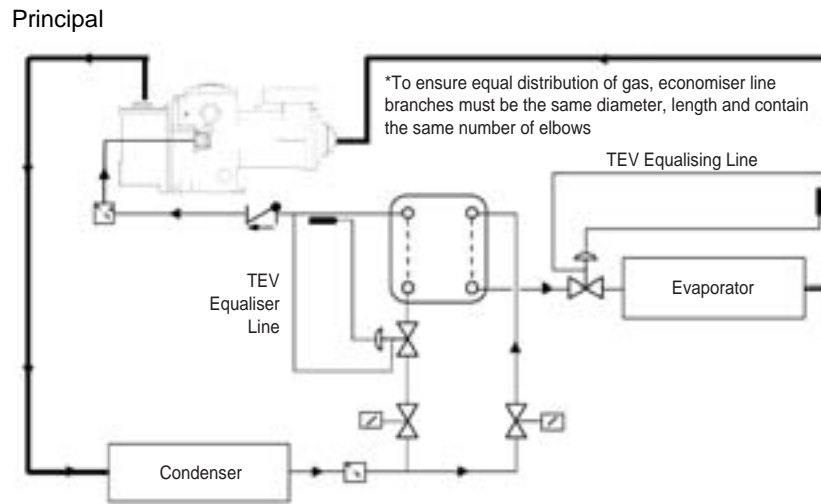 Principal
*To ensure equal distribution of gas, economiser line
branches must be the same diameter, length and contain
the same number of elbows
TEV Equalising Line
TEV
Equaliser
Line
Evaporator
Condenser